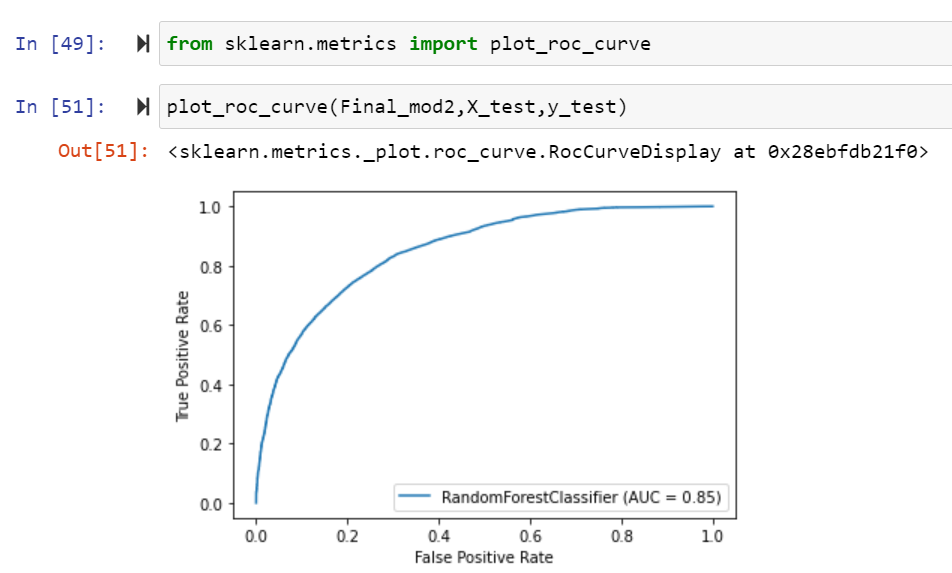 In [49]: from sklearn.metrics import plot_roc_curve
In [51]: plot_roc_curve(Final_mod2,X_test,y_test)
Out[51]: <sklearn.metrics._plot.roc_curve.RocCurveDisplay at 0x28ebfdb21f0>
1.0
0.8
0.6
0.4
0.2
0.0
True Positive Rate
RandomForestClassifier (AUC = 0.85)
0.0 0.2 0.4 0.6 0.8 1.0
False Positive Rate